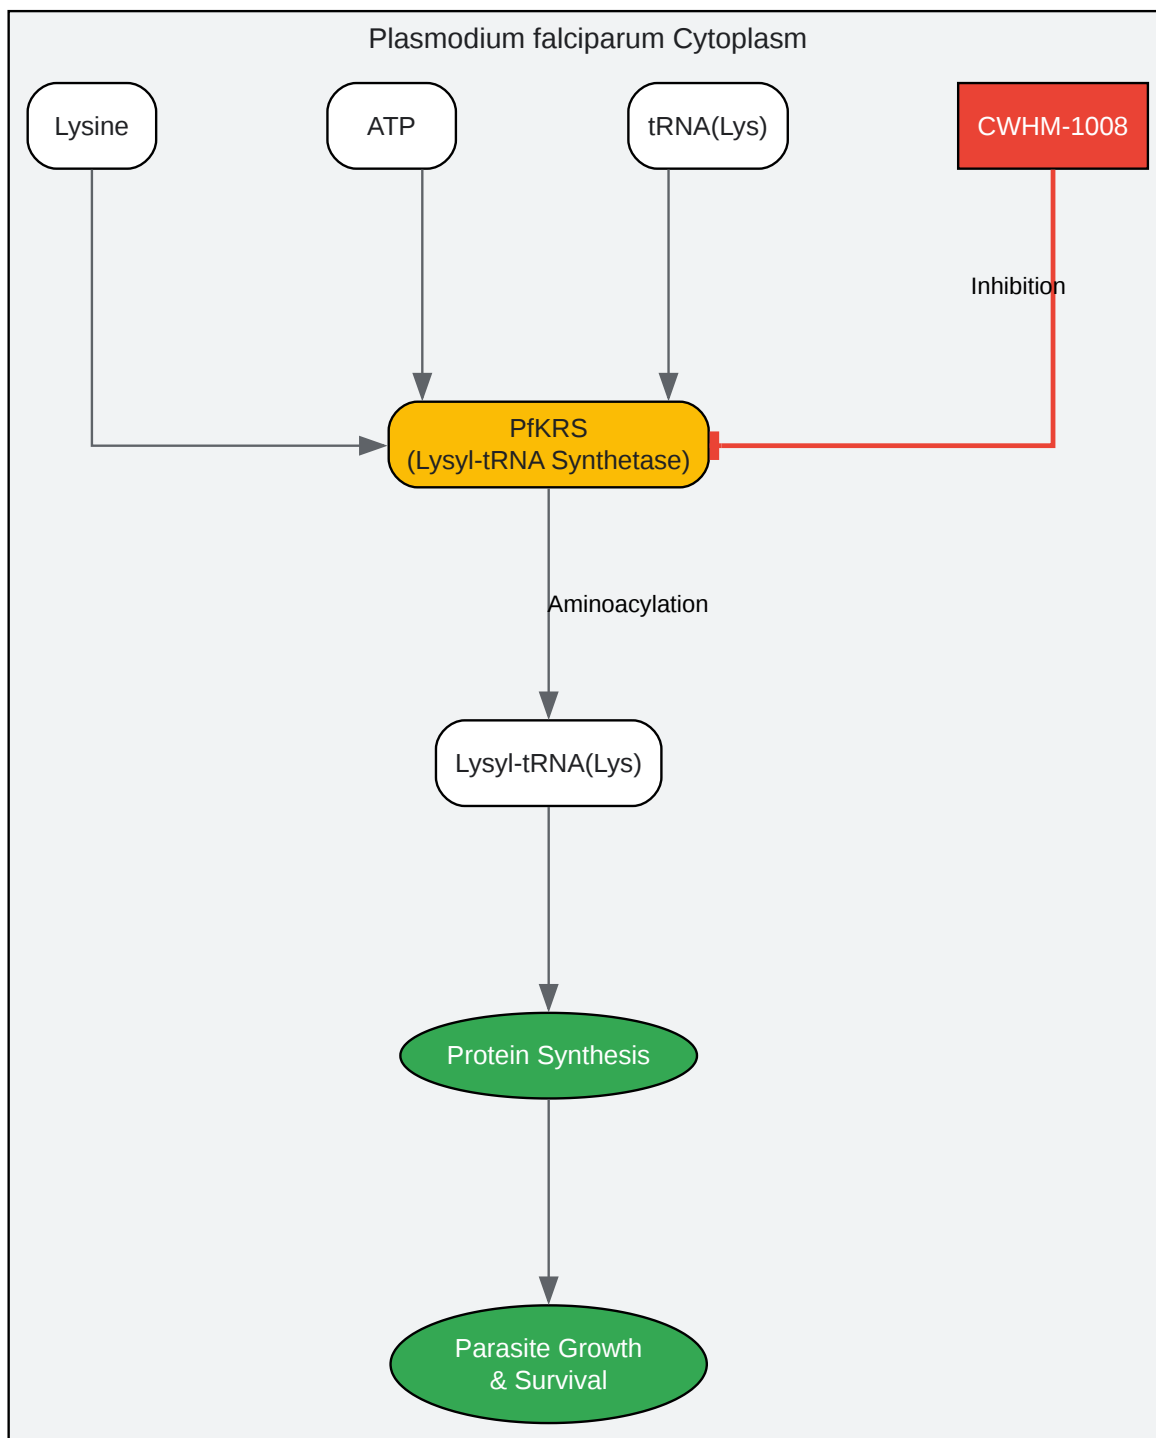 Plasmodium falciparum Cytoplasm
Lysine
ATP
tRNA(Lys)
CWHM-1008
Inhibition
PfKRS
(Lysyl-tRNA Synthetase)
Aminoacylation
Lysyl-tRNA(Lys)
Protein Synthesis
Parasite Growth
& Survival